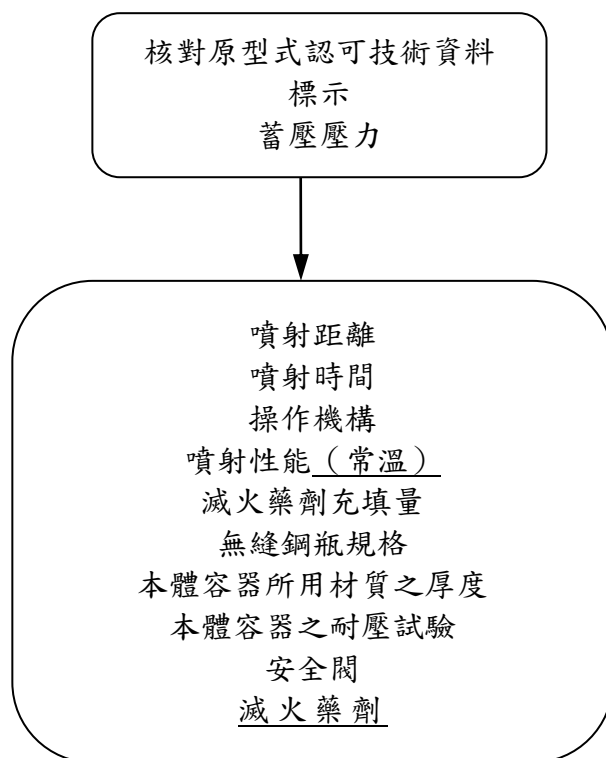 核對原型式認可技術資料
標示
蓄壓壓力
噴射距離
噴射時間
操作機構
噴射性能（常溫）
滅火藥劑充填量
無縫鋼瓶規格
本體容器所用材質之厚度
本體容器之耐壓試驗
安全閥
滅火藥劑